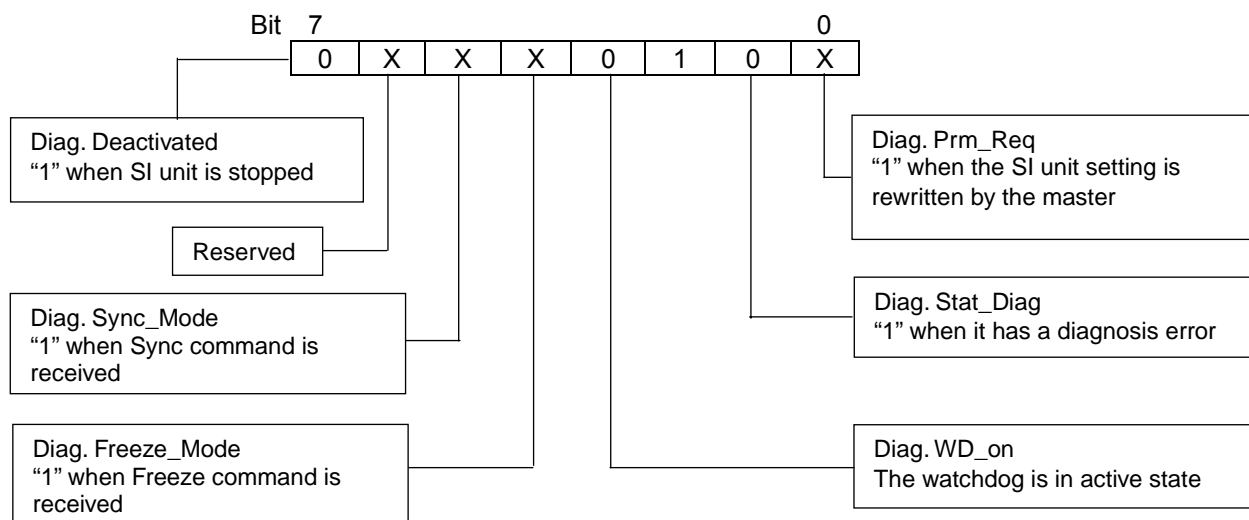 Bit 7 0
0 X X X 0 1 0 X
Diag. Deactivated
“1” when SI unit is stopped
Reserved
Diag. Sync_Mode
“1” when Sync command is
received
Diag. Freeze_Mode
“1” when Freeze command is
received
Diag. Prm_Req
“1” when the SI unit setting is
rewritten by the master
Diag. Stat_Diag
“1” when it has a diagnosis error
Diag. WD_on
The watchdog is in active state